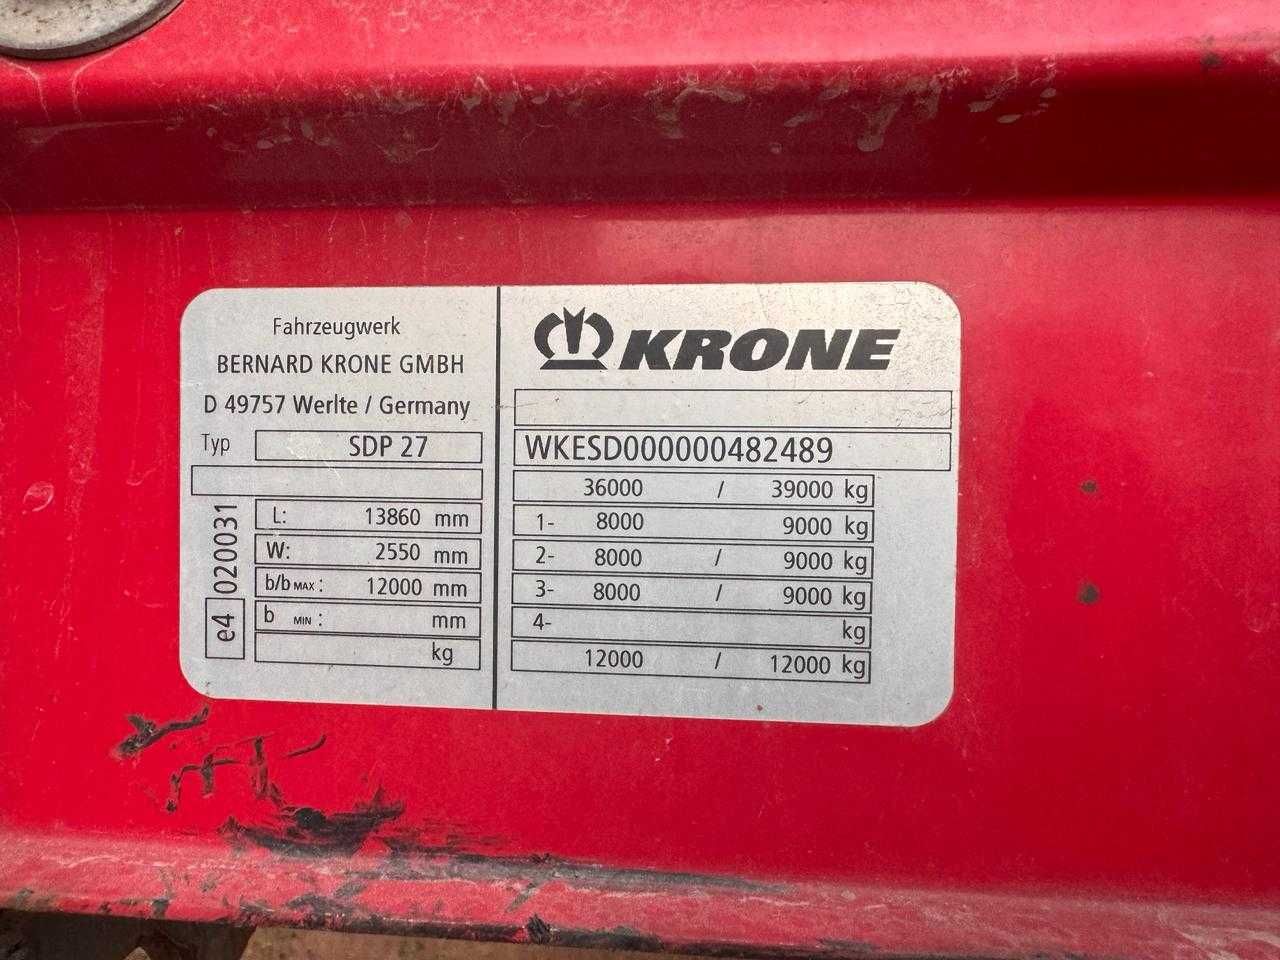 Fahrzeugwerk
BERNARD KRONE GMBH
D 49757 Werlte / Germany
Typ SDP 27
e4 020031
L: 13860 mm
W: 2550 mm
b/b MAX : 12000 mm
b MIN : mm
kg
KRONE
WKESD000000482489
36000 / 39000 kg
1- 8000 9000 kg
2- 8000 / 9000 kg
3- 8000 / 9000 kg
4- kg
12000 / 12000 kg